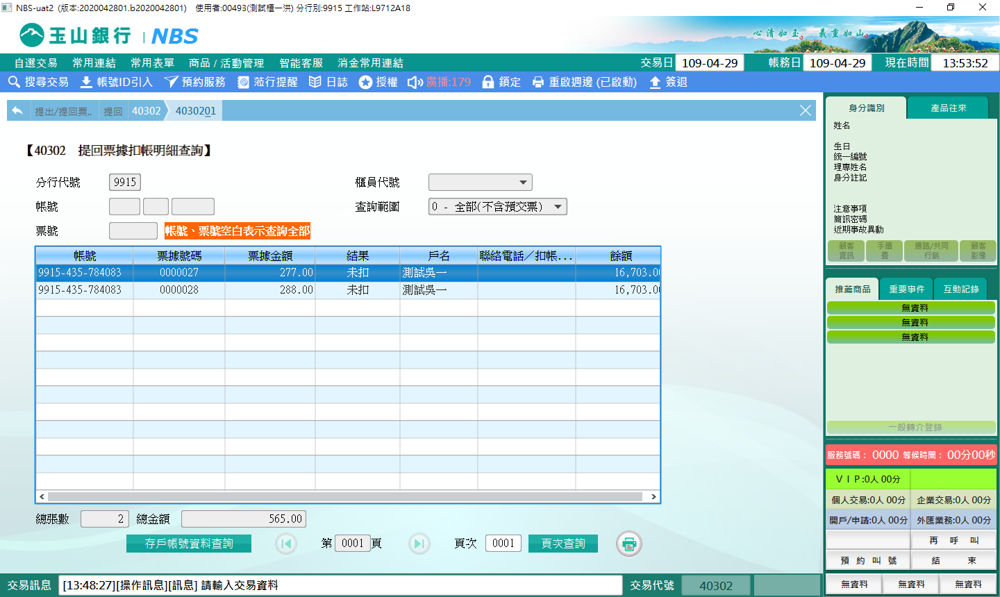 NBS-uat2 (版本:2020042801.b2020042801) 使用者:00493(測試櫃一洪) 分行別:9915 工作站:L9712A18
玉山銀行 | NBS
心清如玉。義重如山。
自選交易 常用連結 常用表單 商品 / 活動管理 智能客服 消金常用連結 交易日 109-04-29 帳務日 109-04-29 現在時間 13:53:52
搜尋交易 帳號ID引入 預約服務 蒞行提醒 日誌 授權 廣播:179 鎖定 重啟週邊 (已啟動) 簽退
提出/提回票.. 提回 40302 4030201
【40302 提回票據扣帳明細查詢】
分行代號 9915 櫃員代號
帳號 查詢範圍 0 - 全部(不含預交票)
票號 帳號、票號空白表示查詢全部
帳號 票據號碼 票據金額 結果 戶名 聯絡電話／扣帳... 餘額
9915-435-784083 0000027 277.00 未扣 測試吳一 16,703.0
9915-435-784083 0000028 288.00 未扣 測試吳一 16,703.0
總張數 2 總金額 565.00
存戶帳號資料查詢 第 0001 頁 頁次 0001 頁次查詢
交易訊息 [13:48:27][操作訊息][訊息] 請輸入交易資料 交易代號 40302
身分識別 產品往來
姓名
生日
統一編號
理專姓名
身分註記
注意事項
簡訊密碼
近期事故異動
顧客資訊 手續費 通路/共同行銷 顧客影像
推薦商品 重要事件 互動記錄
無資料
無資料
無資料
一般轉介登錄
服務號碼： 0000 等候時間： 00分00秒
ＶＩＰ:0人 00分
個人交易:0人 00分 企業交易:0人 00分
開戶/申請:0人 00分 外匯業務:0人 00分
再 呼 叫
預 約 叫 號 結 束
無資料 無資料 無資料